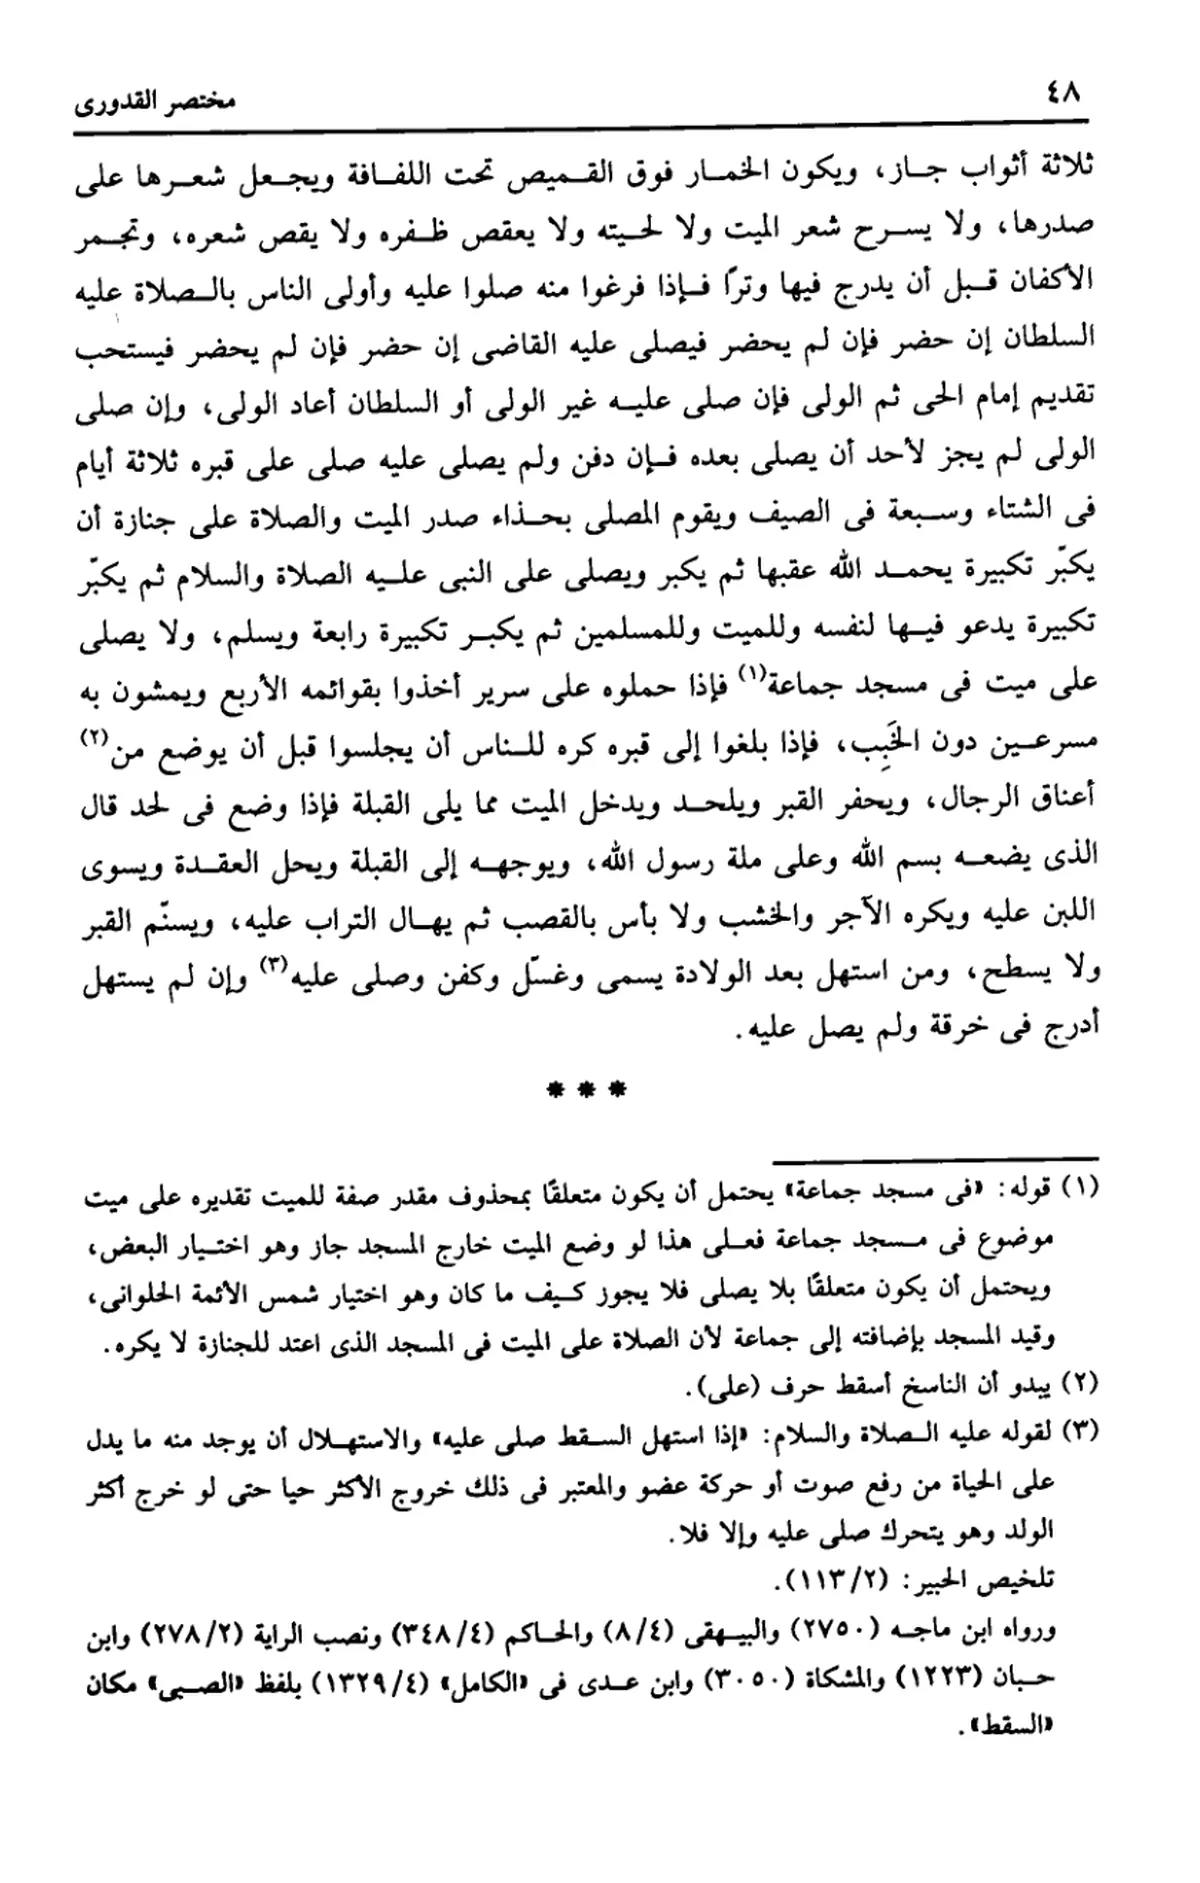 ٤٨
مختصر القدورى
ثلاثة أثواب جاز، ويكون الخمار فوق القميص تحت اللفافة ويجعل شعرها على
صدرها، ولا يسرح شعر الميت ولا لحيته ولا يعقص ظفره ولا يقص شعره، وتجمر
الأكفان قبل أن يدرج فيها وترًا فإذا فرغوا منه صلوا عليه وأولى الناس بالصلاة عليه
السلطان إن حضر فإن لم يحضر فيصلى عليه القاضى إن حضر فإن لم يحضر فيستحب
تقديم إمام الحى ثم الولى فإن صلى عليه غير الولى أو السلطان أعاد الولى، وإن صلى
الولى لم يجز لأحد أن يصلى بعده فإن دفن ولم يصلى عليه صلى على قبره ثلاثة أيام
فى الشتاء وسبعة فى الصيف ويقوم المصلى بحذاء صدر الميت والصلاة على جنازة أن
يكبّر تكبيرة يحمد الله عقبها ثم يكبر ويصلى على النبى عليه الصلاة والسلام ثم يكبّر
تكبيرة يدعو فيها لنفسه وللميت وللمسلمين ثم يكبر تكبيرة رابعة ويسلم، ولا يصلى
على ميت فى مسجد جماعة(١) فإذا حملوه على سرير أخذوا بقوائمه الأربع ويمشون به
مسرعين دون الخَبِب، فإذا بلغوا إلى قبره كره للناس أن يجلسوا قبل أن يوضع من(٢)
أعناق الرجال، ويحفر القبر ويلحد ويدخل الميت مما يلى القبلة فإذا وضع فى لحد قال
الذى يضعه بسم الله وعلى ملة رسول الله، ويوجهه إلى القبلة ويحل العقدة ويسوى
اللبن عليه ويكره الآجر والخشب ولا بأس بالقصب ثم يهال التراب عليه، ويسنّم القبر
ولا يسطح، ومن استهل بعد الولادة يسمى وغسّل وكفن وصلى عليه(٣) وإن لم يستهل
أدرج فى خرقة ولم يصل عليه.
* * *
(١) قوله: «فى مسجد جماعة» يحتمل أن يكون متعلقًا بمحذوف مقدر صفة للميت تقديره على ميت
موضوع فى مسجد جماعة فعلى هذا لو وضع الميت خارج المسجد جاز وهو اختيار البعض،
ويحتمل أن يكون متعلقًا بلا يصلى فلا يجوز كيف ما كان وهو اختيار شمس الأئمة الحلوانى،
وقيد المسجد بإضافته إلى جماعة لأن الصلاة على الميت فى المسجد الذى اعتد للجنازة لا يكره.
(٢) يبدو أن الناسخ أسقط حرف (على).
(٣) لقوله عليه الصلاة والسلام: «إذا استهل السقط صلى عليه» والاستهلال أن يوجد منه ما يدل
على الحياة من رفع صوت أو حركة عضو والمعتبر فى ذلك خروج الأكثر حيا حتى لو خرج أكثر
الولد وهو يتحرك صلى عليه وإلا فلا.
تلخيص الحبير: (١١٣/٢).
ورواه ابن ماجه (٢٧٥٠) والبيهقى (٨/٤) والحاكم (٣٤٨/٤) ونصب الراية (٢٧٨/٢) وابن
حبان (١٢٢٣) والمشكاة (٣٠٥٠) وابن عدى فى «الكامل» (١٣٢٩/٤) بلفظ «الصبى» مكان
«السقط».